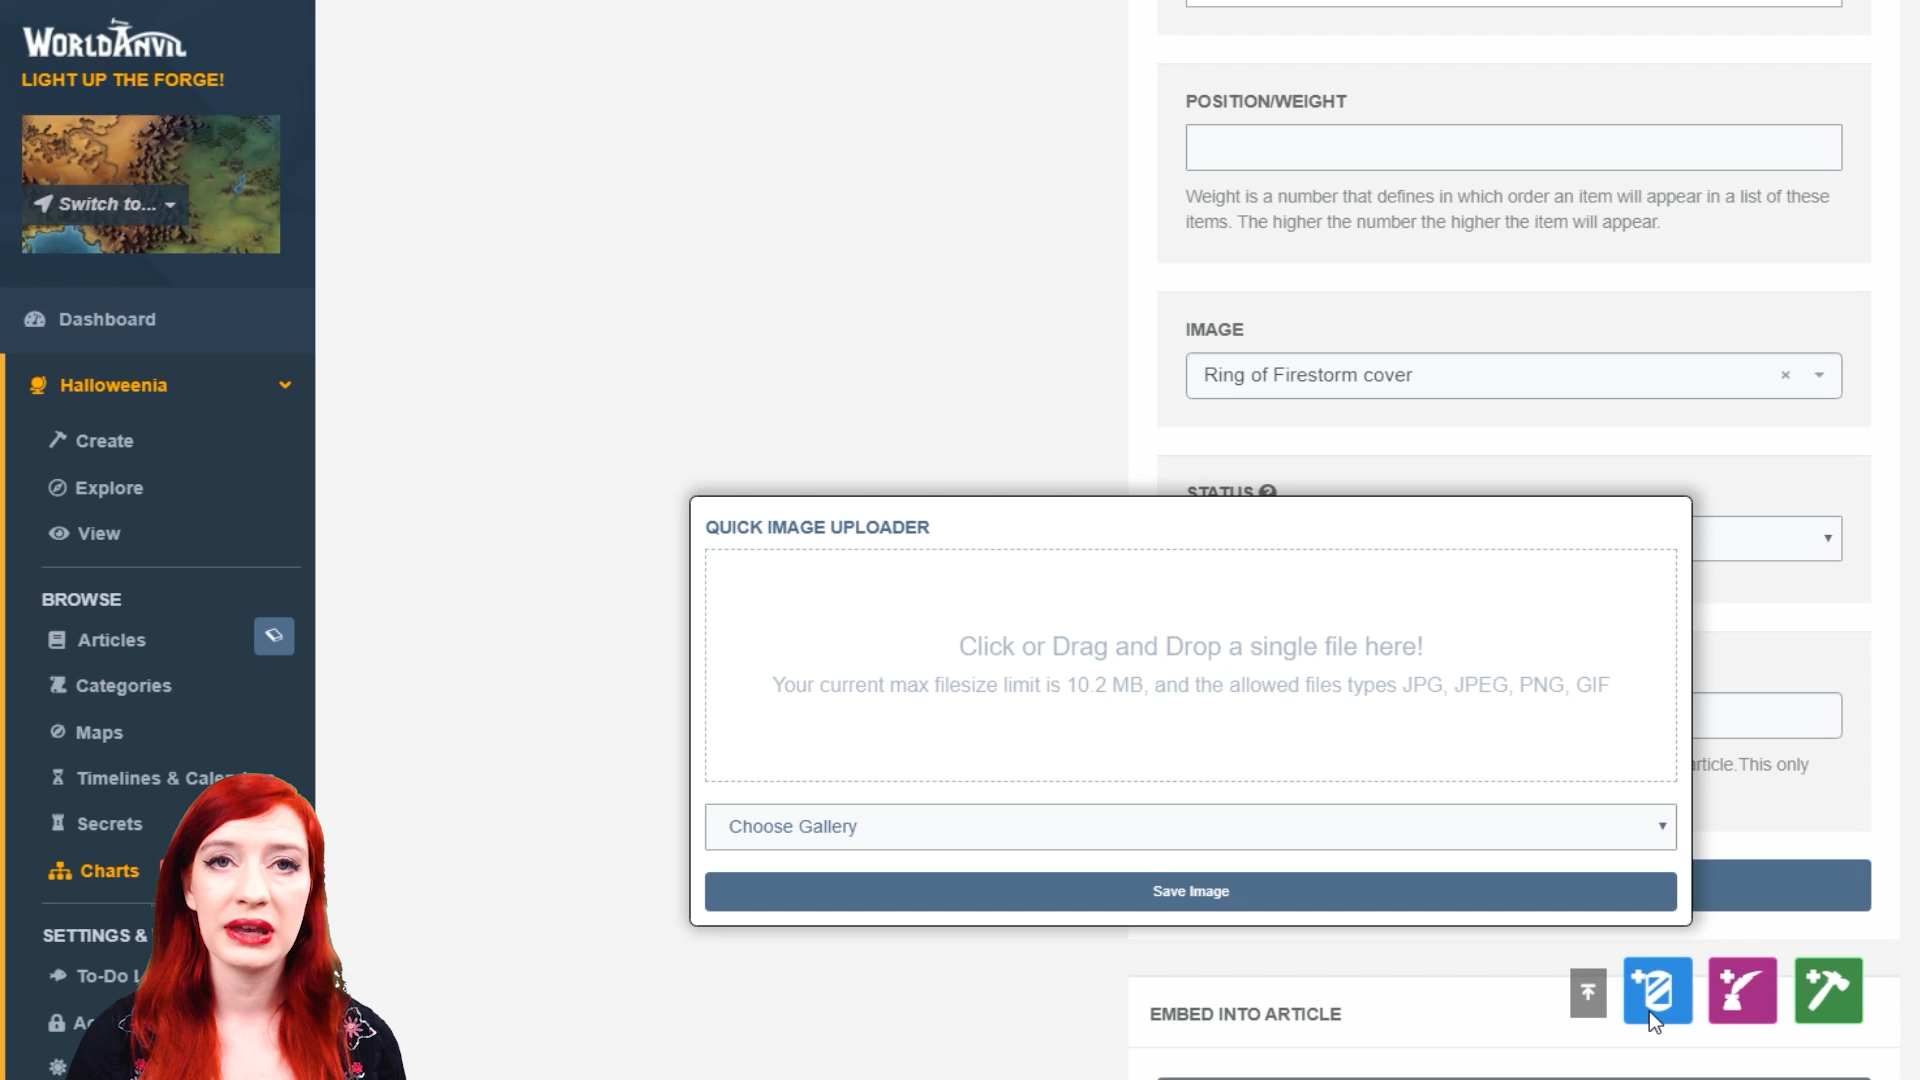 WORLDANVIL
LIGHT UP THE FORGE!
Switch to...
Dashboard
Halloweenia
Create
Explore
View
BROWSE
Articles
Categories
Maps
Timelines & Cale
Secrets
Charts
SETTINGS &
To-Do L
POSITION/WEIGHT
Weight is a number that defines in which order an item will appear in a list of these
items. The higher the number the higher the item will appear.
IMAGE
Ring of Firestorm cover
STATUS
QUICK IMAGE UPLOADER
Click or Drag and Drop a single file here!
Your current max filesize limit is 10.2 MB, and the allowed files types JPG, JPEG, PNG, GIF
Choose Gallery
Save Image
rticle.This only
EMBED INTO ARTICLE